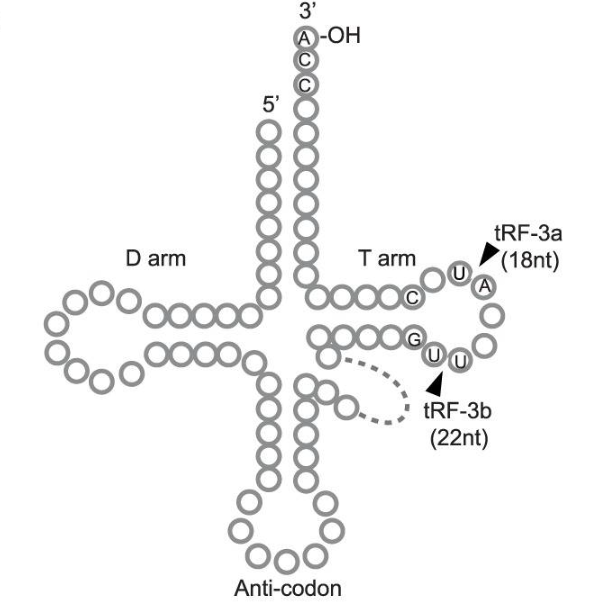 3’
A -OH
C
C
5’
D arm
T arm
tRF-3a
(18nt)
C
U
A
G
U
U
tRF-3b
(22nt)
Anti-codon